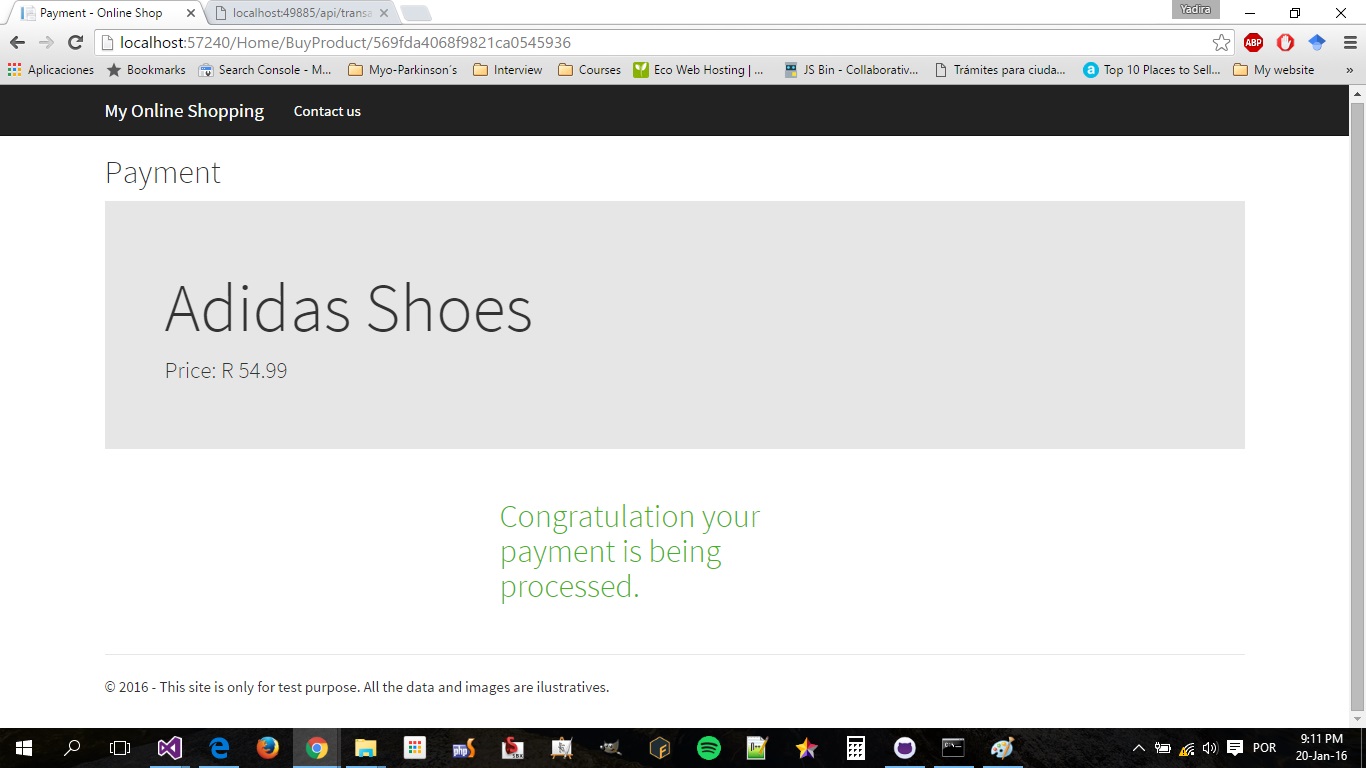 Payment - Online Shop
localhost:49885/api/transa
Yadira
localhost:57240/Home/BuyProduct/569fda4068f9821ca0545936
ABP
Aplicaciones
Bookmarks
Search Console - M...
Myo-Parkinson´s
Interview
Courses
Eco Web Hosting | ...
JS Bin - Collaborativ...
Trámites para ciuda...
a
Top 10 Places to Sell...
My website
»
My Online Shopping
Contact us
Payment
Adidas Shoes
Price: R 54.99
Congratulation your
payment is being
processed.
© 2016 - This site is only for test purpose. All the data and images are ilustratives.
php
POR
9:11 PM
20-Jan-16